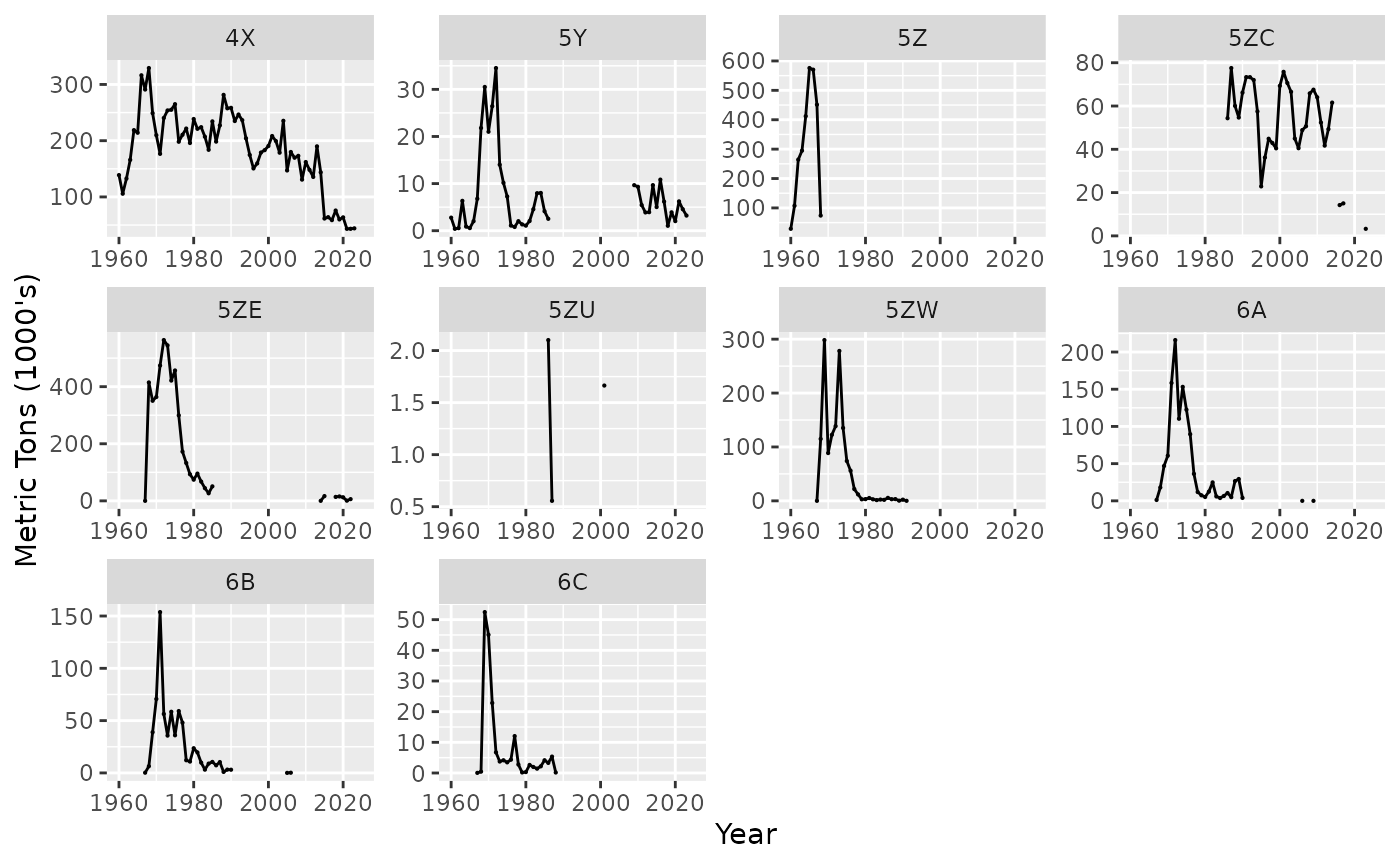 4X 5Y 5Z 5ZC
300 200 100
30 20 10 0
600 500 400 300 200 100
80 60 40 20 0
1960 1980 2000 2020 1960 1980 2000 2020 1960 1980 2000 2020 1960 1980 2000 2020
Metric Tons (1000's)
5ZE 5ZU 5ZW 6A
400 200 0
2.0 1.5 1.0 0.5
300 200 100 0
200 150 100 50 0
1960 1980 2000 2020 1960 1980 2000 2020 1960 1980 2000 2020 1960 1980 2000 2020
6B 6C
150 100 50 0
50 40 30 20 10 0
1960 1980 2000 2020 1960 1980 2000 2020
Year